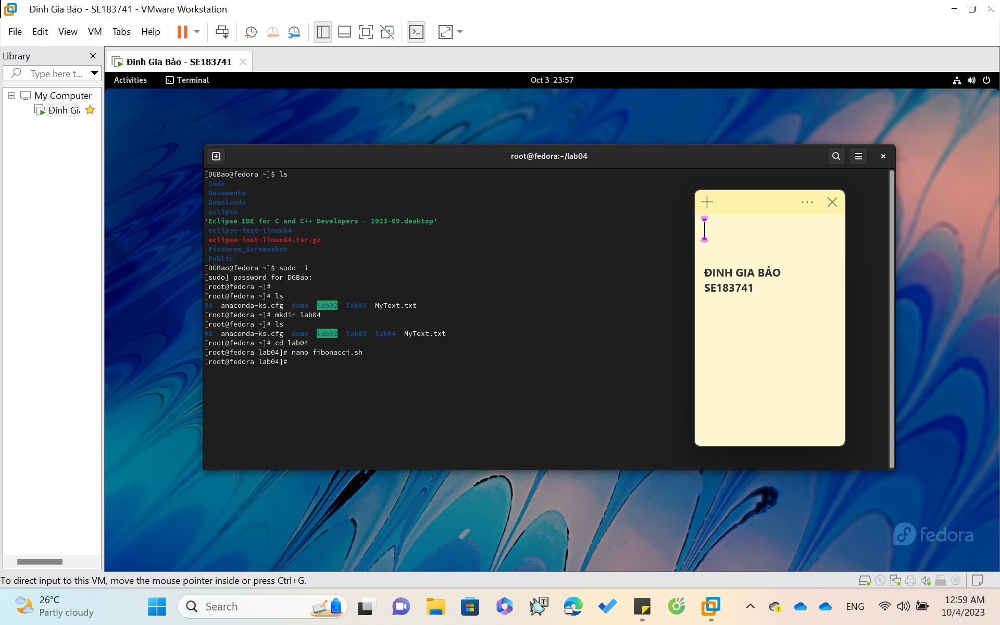 Đinh Gia Bảo - SE183741 - VMware Workstation
File Edit View VM Tabs Help
Library
Type here t...
My Computer
Đinh Gia
Đinh Gia Bảo - SE183741
Activities Terminal Oct 3 23:57
root@fedora:~/lab04
[DGBao@fedora ~]$ ls
Code
Documents
Downloads
eclipse
'Eclipse IDE for C and C++ Developers - 2023-09.desktop'
eclipse-inst-linux64
eclipse-inst-linux64.tar.gz
Pictures_Screenshot
Public
[DGBao@fedora ~]$ sudo -i
[sudo] password for DGBao:
[root@fedora ~]#
[root@fedora ~]# ls
98 anaconda-ks.cfg demo lab02 lab03 MyText.txt
[root@fedora ~]# mkdir lab04
[root@fedora ~]# ls
98 anaconda-ks.cfg demo lab02 lab03 lab04 MyText.txt
[root@fedora ~]# cd lab04
[root@fedora lab04]# nano fibonacci.sh
[root@fedora lab04]#
ĐINH GIA BẢO
SE183741
fedora
To direct input to this VM, move the mouse pointer inside or press Ctrl+G.
26°C
Partly cloudy
Search
T
ENG
12:59 AM
10/4/2023